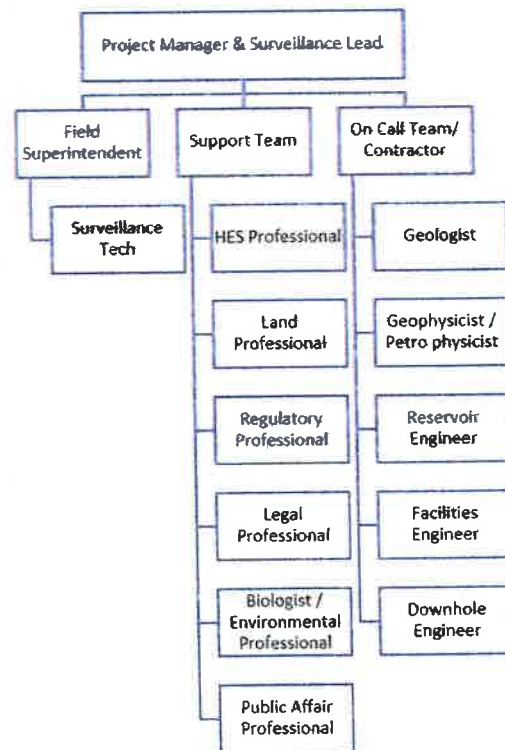 Project Manager & Surveillance Lead
Field
Superintendent
Surveillance
Tech
Support Team
HES Professional
Land
Professional
Regulatory
Professional
Legal
Professional
Biologist /
Environmental
Professional
Public Affair
Professional
On Call Team/
Contractor
Geologist
Geophysicist /
Petro physicist
Reservoir
Engineer
Facilities
Engineer
Downhole
Engineer